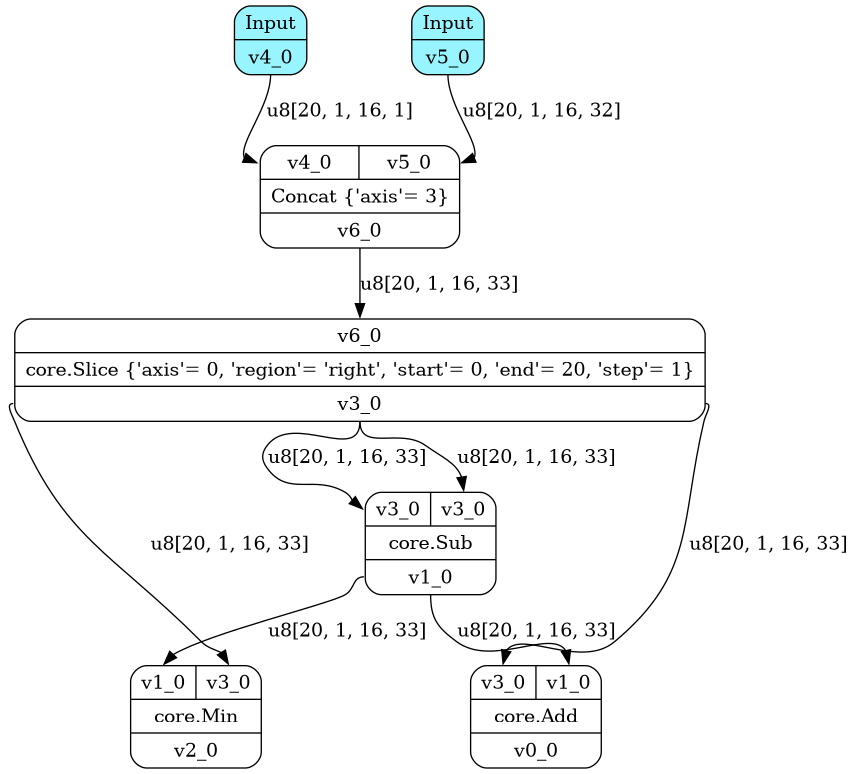 Input
v4_0
Input
v5_0
u8[20, 1, 16, 1]
u8[20, 1, 16, 32]
v4_0
v5_0
Concat {'axis'= 3}
v6_0
u8[20, 1, 16, 33]
v6_0
core.Slice {'axis'= 0, 'region'= 'right', 'start'= 0, 'end'= 20, 'step'= 1}
v3_0
u8[20, 1, 16, 33]
u8[20, 1, 16, 33]
v3_0
v3_0
core.Sub
v1_0
u8[20, 1, 16, 33]
u8[20, 1, 16, 33]
u8[20, 1, 16, 33]
u8[20, 1, 16, 33]
v1_0
v3_0
core.Min
v2_0
v3_0
v1_0
core.Add
v0_0